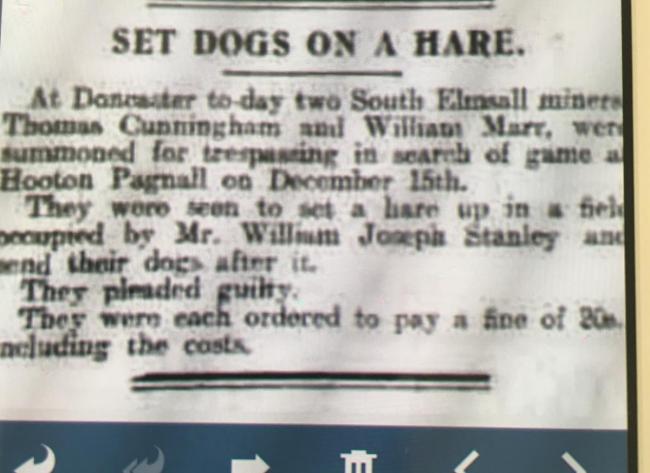 SET DOGS ON A HARE.
At Doncaster to-day two South Elmsall miners
Thomas Cunningham and William Marr, were
summoned for trespassing in search of game a
Hooton Pagnall on December 15th.
They were seen to set a hare up in a field
occupied by Mr. William Joseph Stanley and
send their dogs after it.
They pleaded guilty.
They were each ordered to pay a fine of 20s.
ncluding the costs.